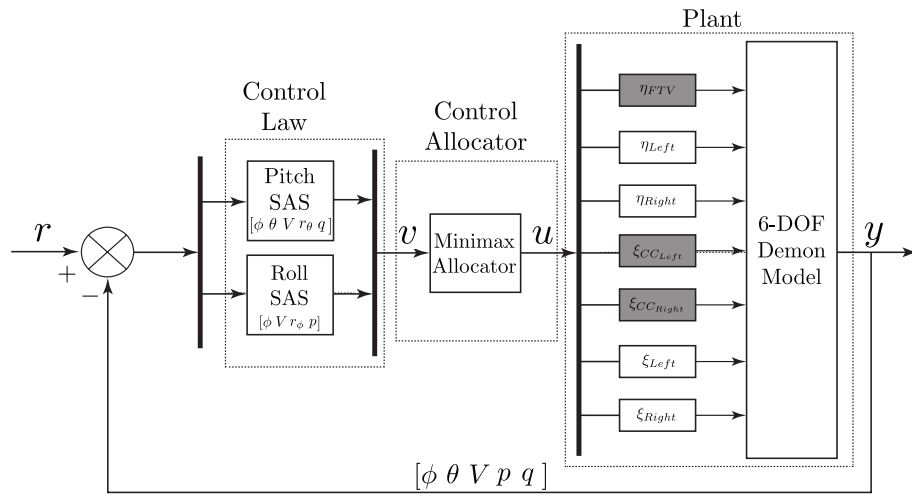 Plant
Control
Law
Control
Allocator
η_FTV
η_Left
η_Right
ξ_CC_Left
ξ_CC_Right
ξ_Left
ξ_Right
Pitch
SAS
[ϕ θ V r_θ q]
Roll
SAS
[ϕ V r_ϕ p]
r
+
−
v
Minimax
Allocator
u
6-DOF
Demon
Model
y
[ϕ θ V p q]